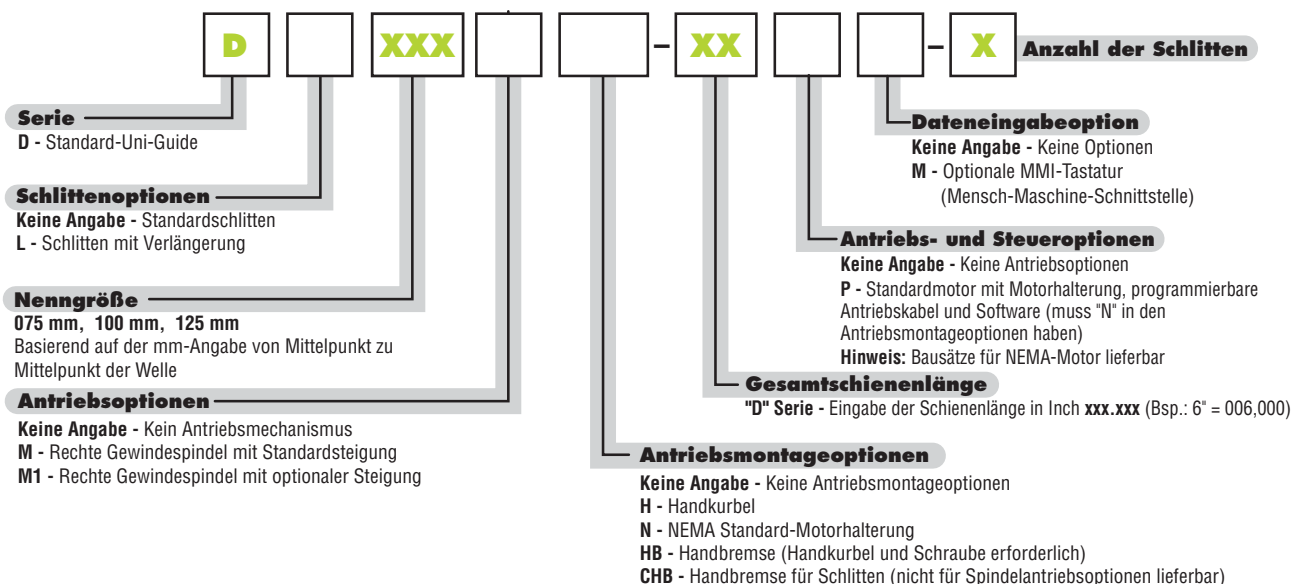 D XXX – XX – X Anzahl der Schlitten
Serie
D - Standard-Uni-Guide
Schlittenoptionen
Keine Angabe - Standardschlitten
L - Schlitten mit Verlängerung
Nenngröße
075 mm, 100 mm, 125 mm
Basierend auf der mm-Angabe von Mittelpunkt zu
Mittelpunkt der Welle
Antriebsoptionen
Keine Angabe - Kein Antriebsmechanismus
M - Rechte Gewindespindel mit Standardsteigung
M1 - Rechte Gewindespindel mit optionaler Steigung
Dateneingabeoption
Keine Angabe - Keine Optionen
M - Optionale MMI-Tastatur
(Mensch-Maschine-Schnittstelle)
Antriebs- und Steueroptionen
Keine Angabe - Keine Antriebsoptionen
P - Standardmotor mit Motorhalterung, programmierbare
Antriebskabel und Software (muss "N" in den
Antriebsmontageoptionen haben)
Hinweis: Bausätze für NEMA-Motor lieferbar
Gesamtschienenlänge
"D" Serie - Eingabe der Schienenlänge in Inch xxx.xxx (Bsp.: 6" = 006,000)
Antriebsmontageoptionen
Keine Angabe - Keine Antriebsmontageoptionen
H - Handkurbel
N - NEMA Standard-Motorhalterung
HB - Handbremse (Handkurbel und Schraube erforderlich)
CHB - Handbremse für Schlitten (nicht für Spindelantriebsoptionen lieferbar)